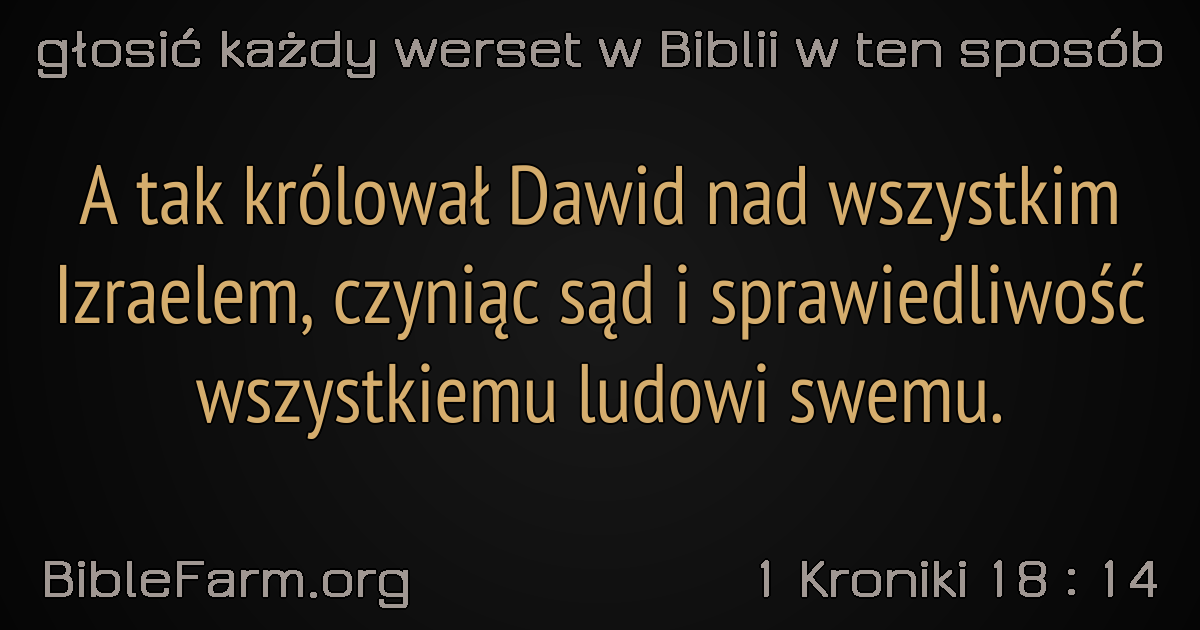 głosić każdy werset w Biblii w ten sposób
A tak królował Dawid nad wszystkim
Izraelem, czyniąc sąd i sprawiedliwość
wszystkiemu ludowi swemu.
BibleFarm.org
1 Kroniki 18 : 14